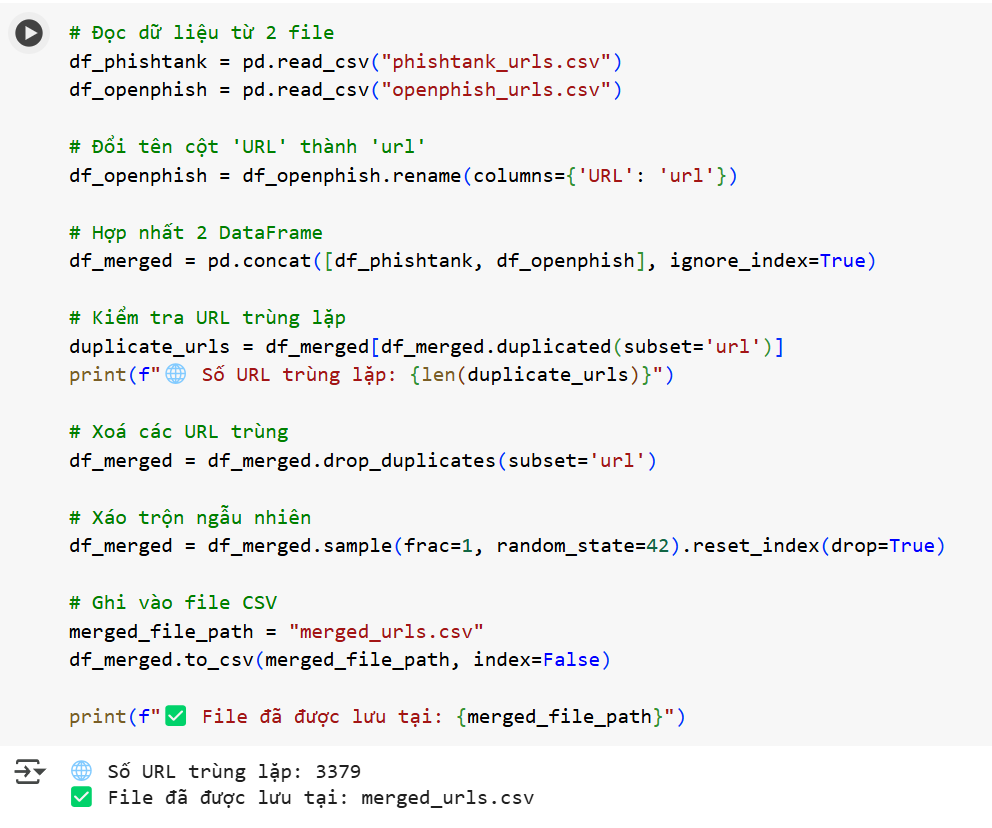 # Đọc dữ liệu từ 2 file
df_phishtank = pd.read_csv("phishtank_urls.csv")
df_openphish = pd.read_csv("openphish_urls.csv")
# Đổi tên cột 'URL' thành 'url'
df_openphish = df_openphish.rename(columns={'URL': 'url'})
# Hợp nhất 2 DataFrame
df_merged = pd.concat([df_phishtank, df_openphish], ignore_index=True)
# Kiểm tra URL trùng lặp
duplicate_urls = df_merged[df_merged.duplicated(subset='url')]
print(f"🌐 Số URL trùng lặp: {len(duplicate_urls)}")
# Xoá các URL trùng
df_merged = df_merged.drop_duplicates(subset='url')
# Xáo trộn ngẫu nhiên
df_merged = df_merged.sample(frac=1, random_state=42).reset_index(drop=True)
# Ghi vào file CSV
merged_file_path = "merged_urls.csv"
df_merged.to_csv(merged_file_path, index=False)
print(f"✅ File đã được lưu tại: {merged_file_path}")
🌐 Số URL trùng lặp: 3379
✅ File đã được lưu tại: merged_urls.csv